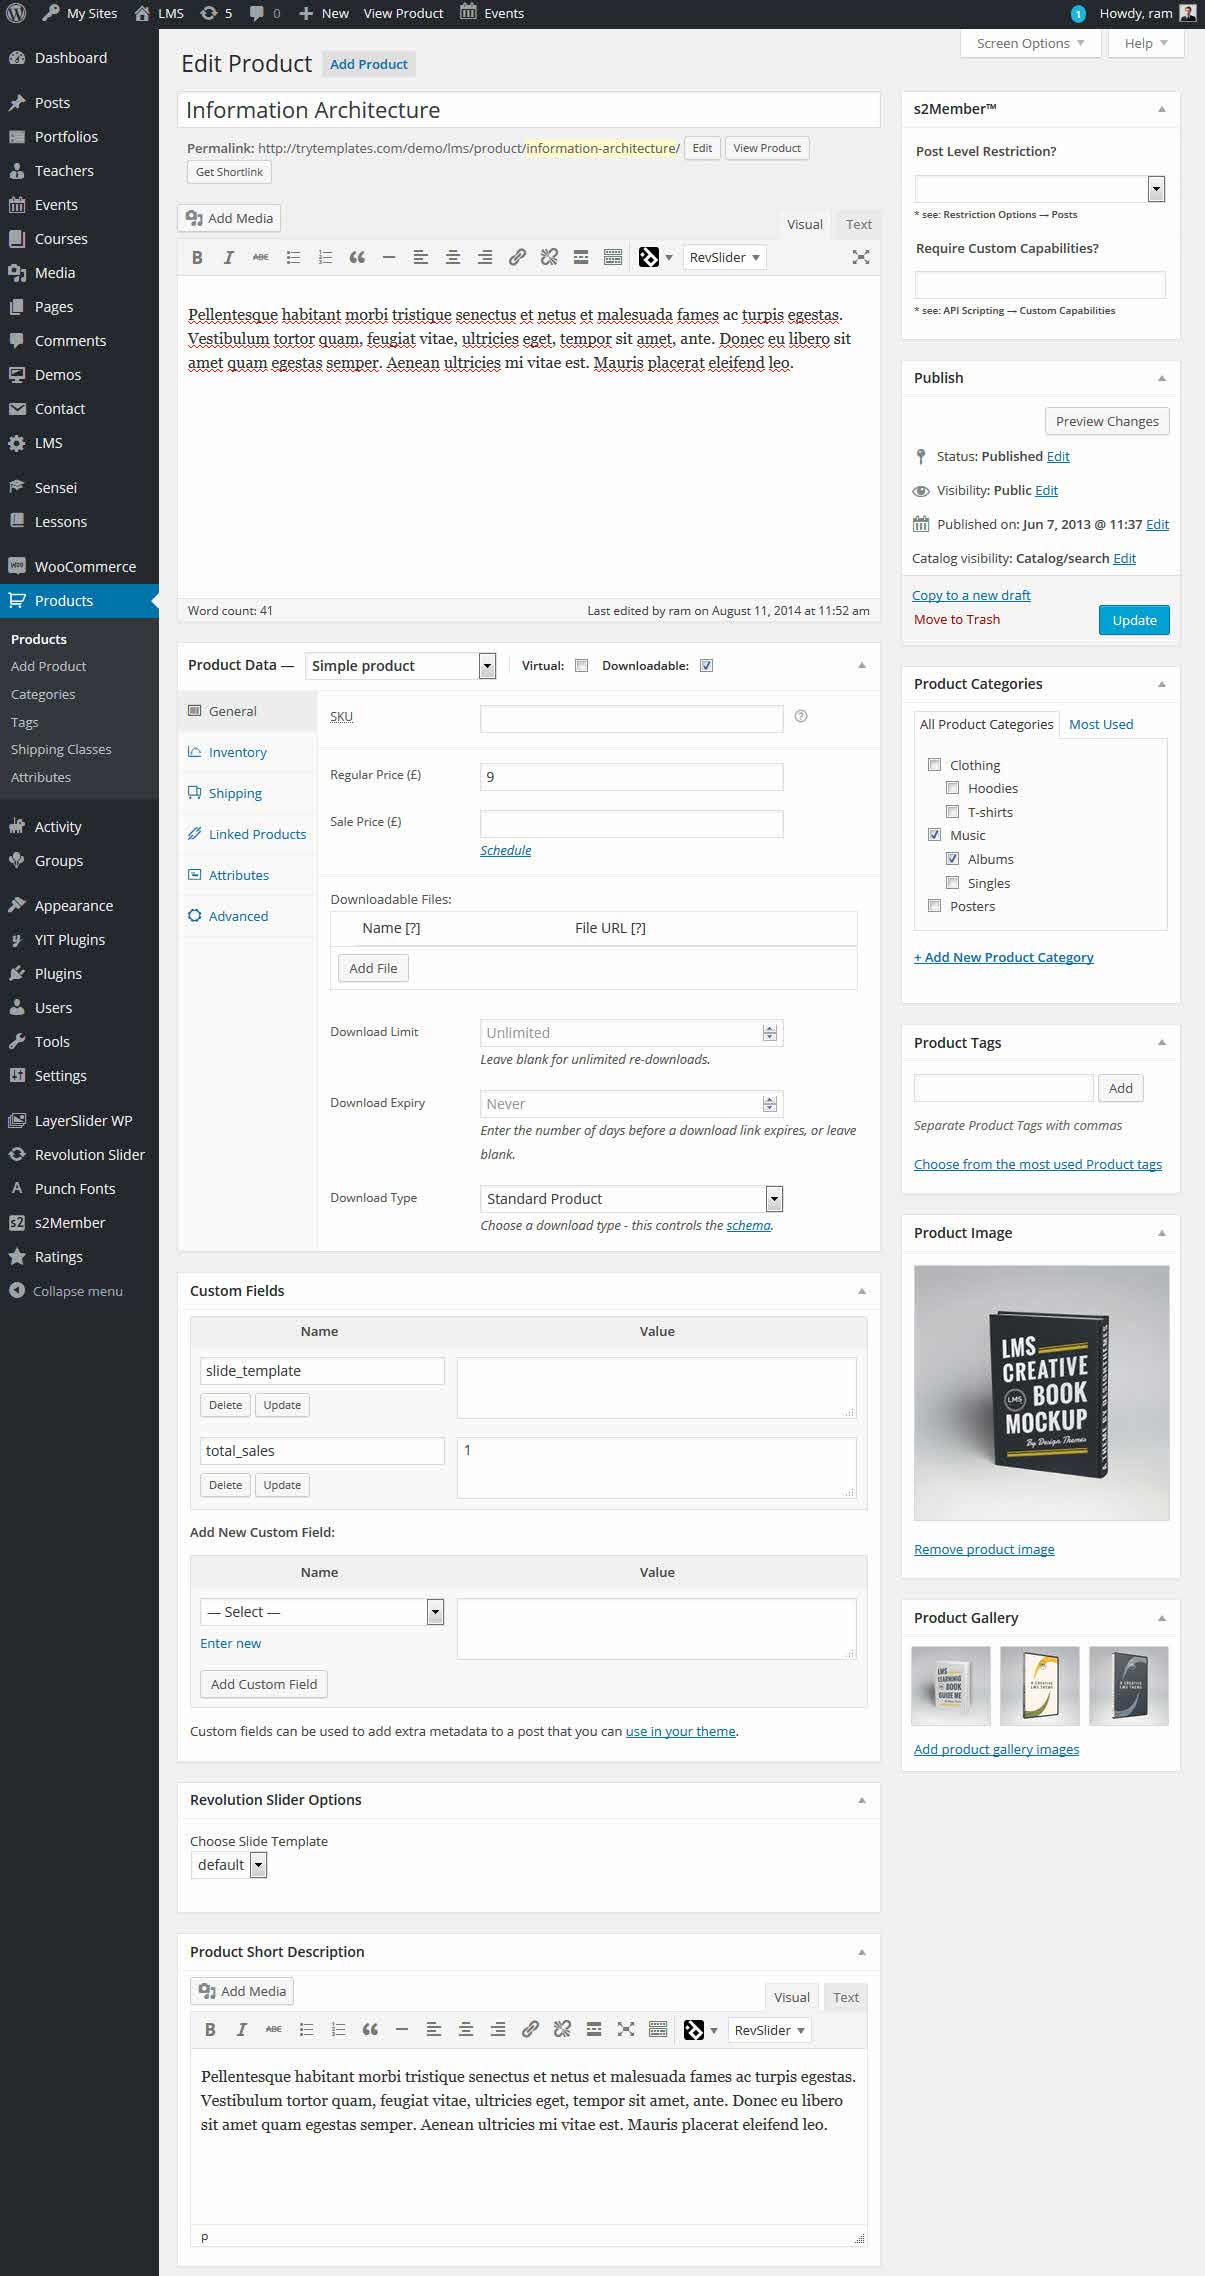 My Sites LMS 5 0 New View Product Events 1 Howdy, ram
Screen Options Help
Dashboard
Posts
Portfolios
Teachers
Events
Courses
Media
Pages
Comments
Demos
Contact
LMS
Sensei
Lessons
WooCommerce
Products
Products
Add Product
Categories
Tags
Shipping Classes
Attributes
Activity
Groups
Appearance
YIT Plugins
Plugins
Users
Tools
Settings
LayerSlider WP
Revolution Slider
Punch Fonts
s2Member
Ratings
Collapse menu
Edit Product Add Product
Information Architecture
Permalink: http://trytemplates.com/demo/lms/product/information-architecture/ Edit View Product
Get Shortlink
Add Media
Visual Text
B I ABC RevSlider
Pellentesque habitant morbi tristique senectus et netus et malesuada fames ac turpis egestas.
Vestibulum tortor quam, feugiat vitae, ultricies eget, tempor sit amet, ante. Donec eu libero sit
amet quam egestas semper. Aenean ultricies mi vitae est. Mauris placerat eleifend leo.
Word count: 41 Last edited by ram on August 11, 2014 at 11:52 am
Product Data — Simple product Virtual: Downloadable:
General
Inventory
Shipping
Linked Products
Attributes
Advanced
SKU
Regular Price (£) 9
Sale Price (£)
Schedule
Downloadable Files:
Name [?] File URL [?]
Add File
Download Limit Unlimited
Leave blank for unlimited re-downloads.
Download Expiry Never
Enter the number of days before a download link expires, or leave
blank.
Download Type Standard Product
Choose a download type - this controls the schema.
Custom Fields
Name Value
slide_template
Delete Update
total_sales 1
Delete Update
Add New Custom Field:
Name Value
— Select —
Enter new
Add Custom Field
Custom fields can be used to add extra metadata to a post that you can use in your theme.
Revolution Slider Options
Choose Slide Template
default
Product Short Description
Add Media
Visual Text
B I ABC RevSlider
Pellentesque habitant morbi tristique senectus et netus et malesuada fames ac turpis egestas.
Vestibulum tortor quam, feugiat vitae, ultricies eget, tempor sit amet, ante. Donec eu libero
sit amet quam egestas semper. Aenean ultricies mi vitae est. Mauris placerat eleifend leo.
p
s2Member™
Post Level Restriction?
* see: Restriction Options → Posts
Require Custom Capabilities?
* see: API Scripting → Custom Capabilities
Publish
Preview Changes
Status: Published Edit
Visibility: Public Edit
Published on: Jun 7, 2013 @ 11:37 Edit
Catalog visibility: Catalog/search Edit
Copy to a new draft
Move to Trash Update
Product Categories
All Product Categories Most Used
Clothing
Hoodies
T-shirts
Music
Albums
Singles
Posters
+ Add New Product Category
Product Tags
Add
Separate Product Tags with commas
Choose from the most used Product tags
Product Image
LMS
CREATIVE
LMS BOOK
MOCKUP
By Design Themes
Remove product image
Product Gallery
LMS
LEARNING
BOOK
GUIDE ME
A CREATIVE
LMS THEME
A CREATIVE
LMS THEME
Add product gallery images